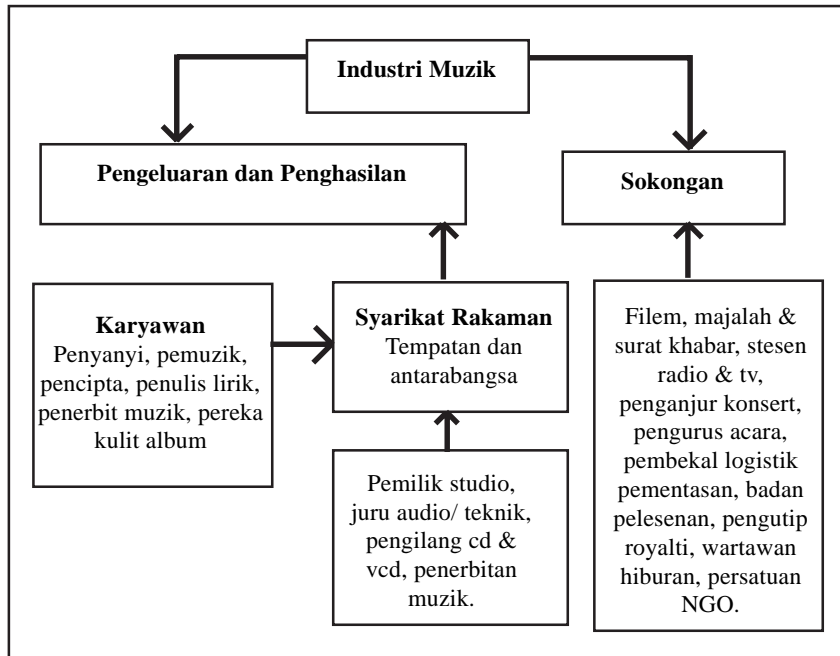 Industri Muzik
Pengeluaran dan Penghasilan
Sokongan
Karyawan
Penyanyi, pemuzik,
pencipta, penulis lirik,
penerbit muzik, pereka
kulit album
Syarikat Rakaman
Tempatan dan
antarabangsa
Pemilik studio,
juru audio/ teknik,
pengilang cd &
vcd, penerbitan
muzik.
Filem, majalah &
surat khabar, stesen
radio & tv,
penganjur konsert,
pengurus acara,
pembekal logistik
pementasan, badan
pelesenan, pengutip
royalti, wartawan
hiburan, persatuan
NGO.